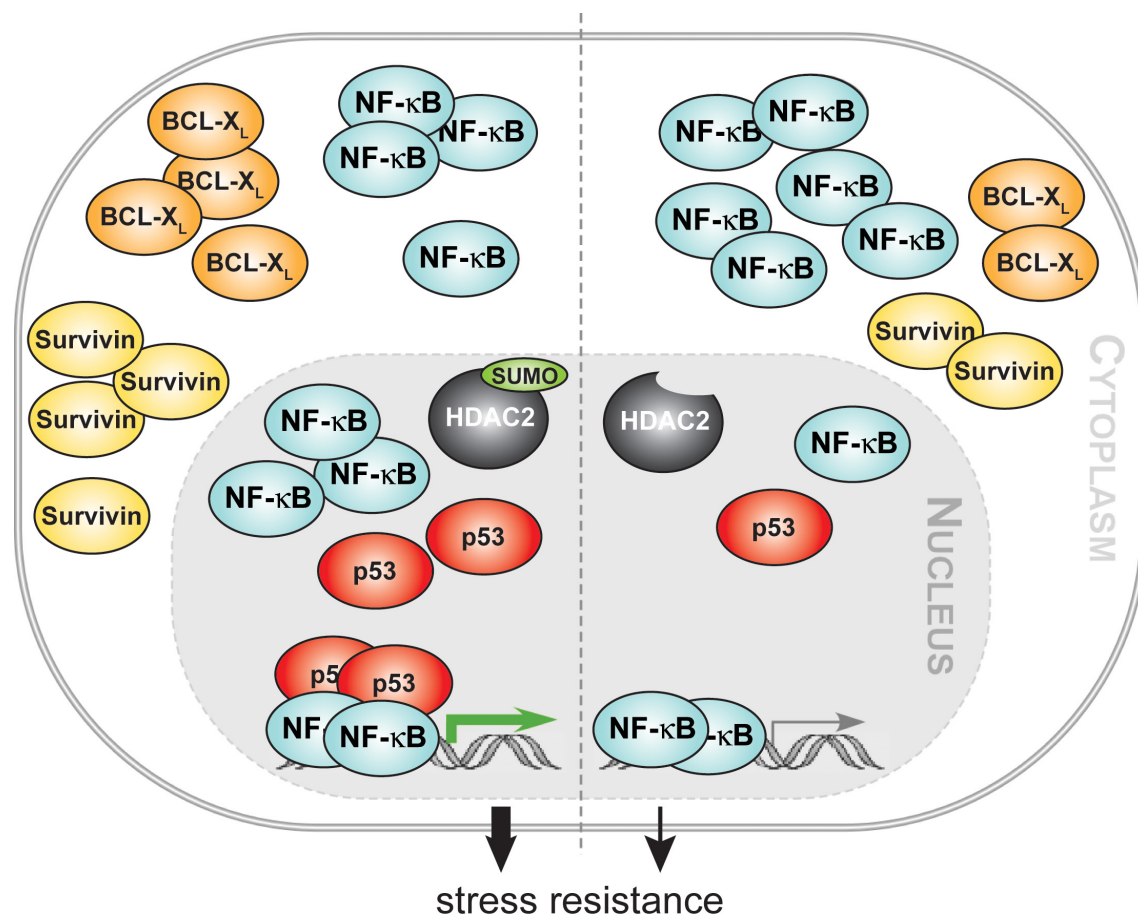 BCL-XL
BCL-XL
BCL-XL
BCL-XL
NF-κB
NF-κB
NF-κB
NF-κB
Survivin
Survivin
Survivin
Survivin
NF-κB
NF-κB
NF-κB
SUMO
HDAC2
p53
p53
p5
p53
NF-
NF-κB
NF-κB
NF-κB
NF-κB
NF-κB
NF-κB
NF-κB
BCL-XL
BCL-XL
Survivin
Survivin
HDAC2
NF-κB
p53
NF-κB
-κB
NUCLEUS
CYTOPLASM
stress resistance